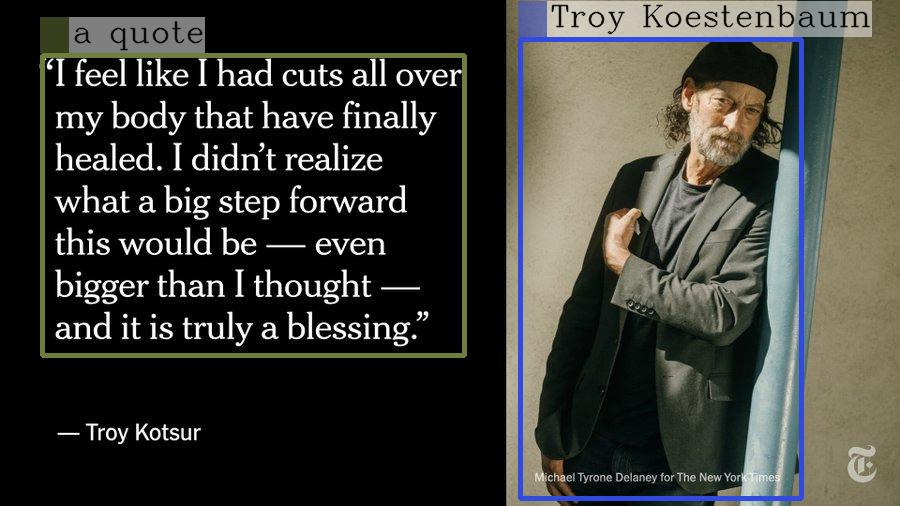 a quote
Troy Koestenbaum
“I feel like I had cuts all over
my body that have finally
healed. I didn’t realize
what a big step forward
this would be — even
bigger than I thought —
and it is truly a blessing.”
— Troy Kotsur
Michael Tyrone Delaney for The New York Times
T